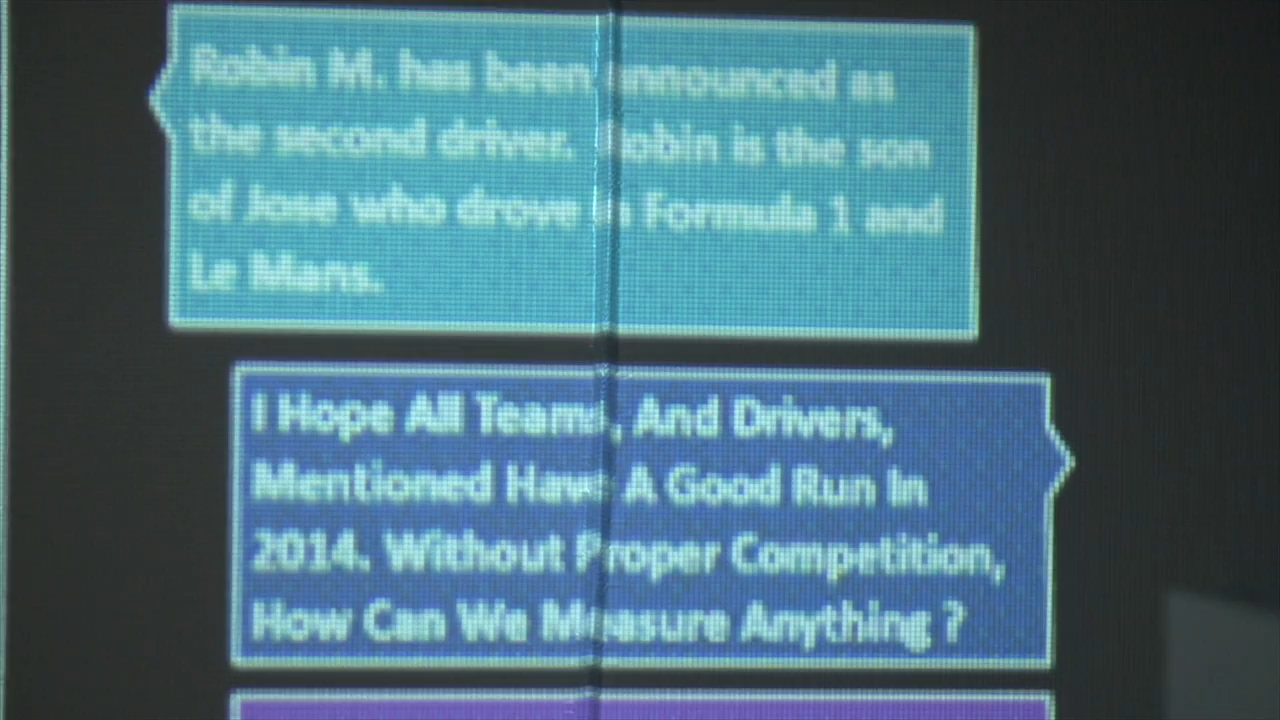 Robin M. has been announced as
the second driver. Robin is the son
of Jose who drove in Formula 1 and
Le Mans.
I Hope All Teams, And Drivers,
Mentioned Have A Good Run In
2014. Without Proper Competition,
How Can We Measure Anything ?